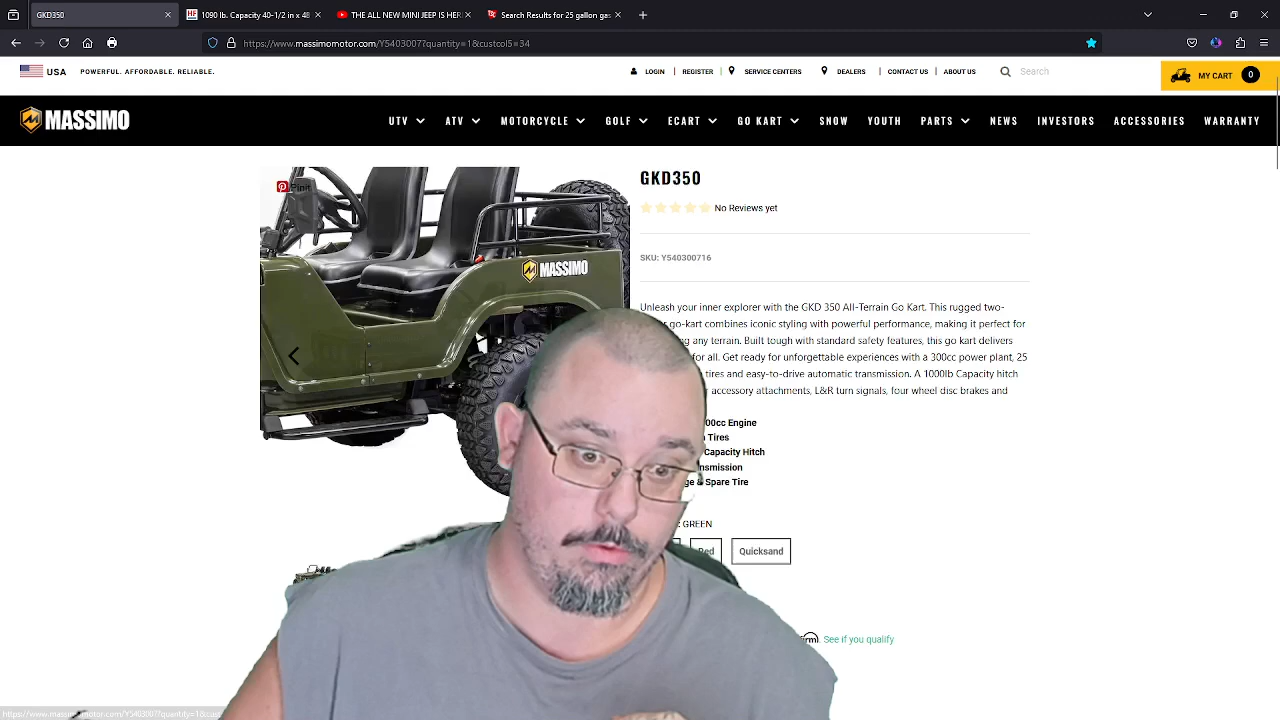 GKD350
1090 lb. Capacity 40-1/2 in x 48
THE ALL NEW MINI JEEP IS HER
Search Results for 25 gallon gas
https://www.massimomotor.com/Y5403007?quantity=1&custcol5=34
USA
POWERFUL. AFFORDABLE. RELIABLE.
LOGIN
REGISTER
SERVICE CENTERS
DEALERS
CONTACT US
ABOUT US
Search
MY CART 0
MASSIMO
UTV ATV MOTORCYCLE GOLF ECART GO KART SNOW YOUTH PARTS NEWS INVESTORS ACCESSORIES WARRANTY
Pin it
MASSIMO
GKD350
No Reviews yet
SKU: Y540300716
Unleash your inner explorer with the GKD 350 All-Terrain Go Kart. This rugged two-
go-kart combines iconic styling with powerful performance, making it perfect for
any terrain. Built tough with standard safety features, this go kart delivers
for all. Get ready for unforgettable experiences with a 300cc power plant, 25
tires and easy-to-drive automatic transmission. A 1000lb Capacity hitch
accessory attachments, L&R turn signals, four wheel disc brakes and
00cc Engine
Tires
Capacity Hitch
& Spare Tire
GREEN
Red
Quicksand
See if you qualify